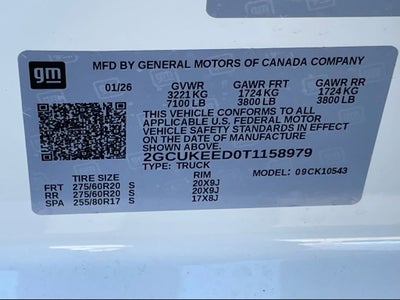 gm
MFD BY GENERAL MOTORS OF CANADA COMPANY
01/26 GVWR GAWR FRT GAWR RR
3221 KG 1724 KG 1724 KG
7100 LB 3800 LB 3800 LB
THIS VEHICLE CONFORMS TO ALL
APPLICABLE U.S. FEDERAL MOTOR
VEHICLE SAFETY STANDARDS IN EFFECT
ON THE DATE OF MANUFACTURE
SHOWN ABOVE.
2GCUKEED0T1158979
TYPE: TRUCK MODEL: 09CK10543
TIRE SIZE RIM
FRT 275/60R20 S 20X9J
RR 275/60R20 S 20X9J
SPA 255/80R17 S 17X8J